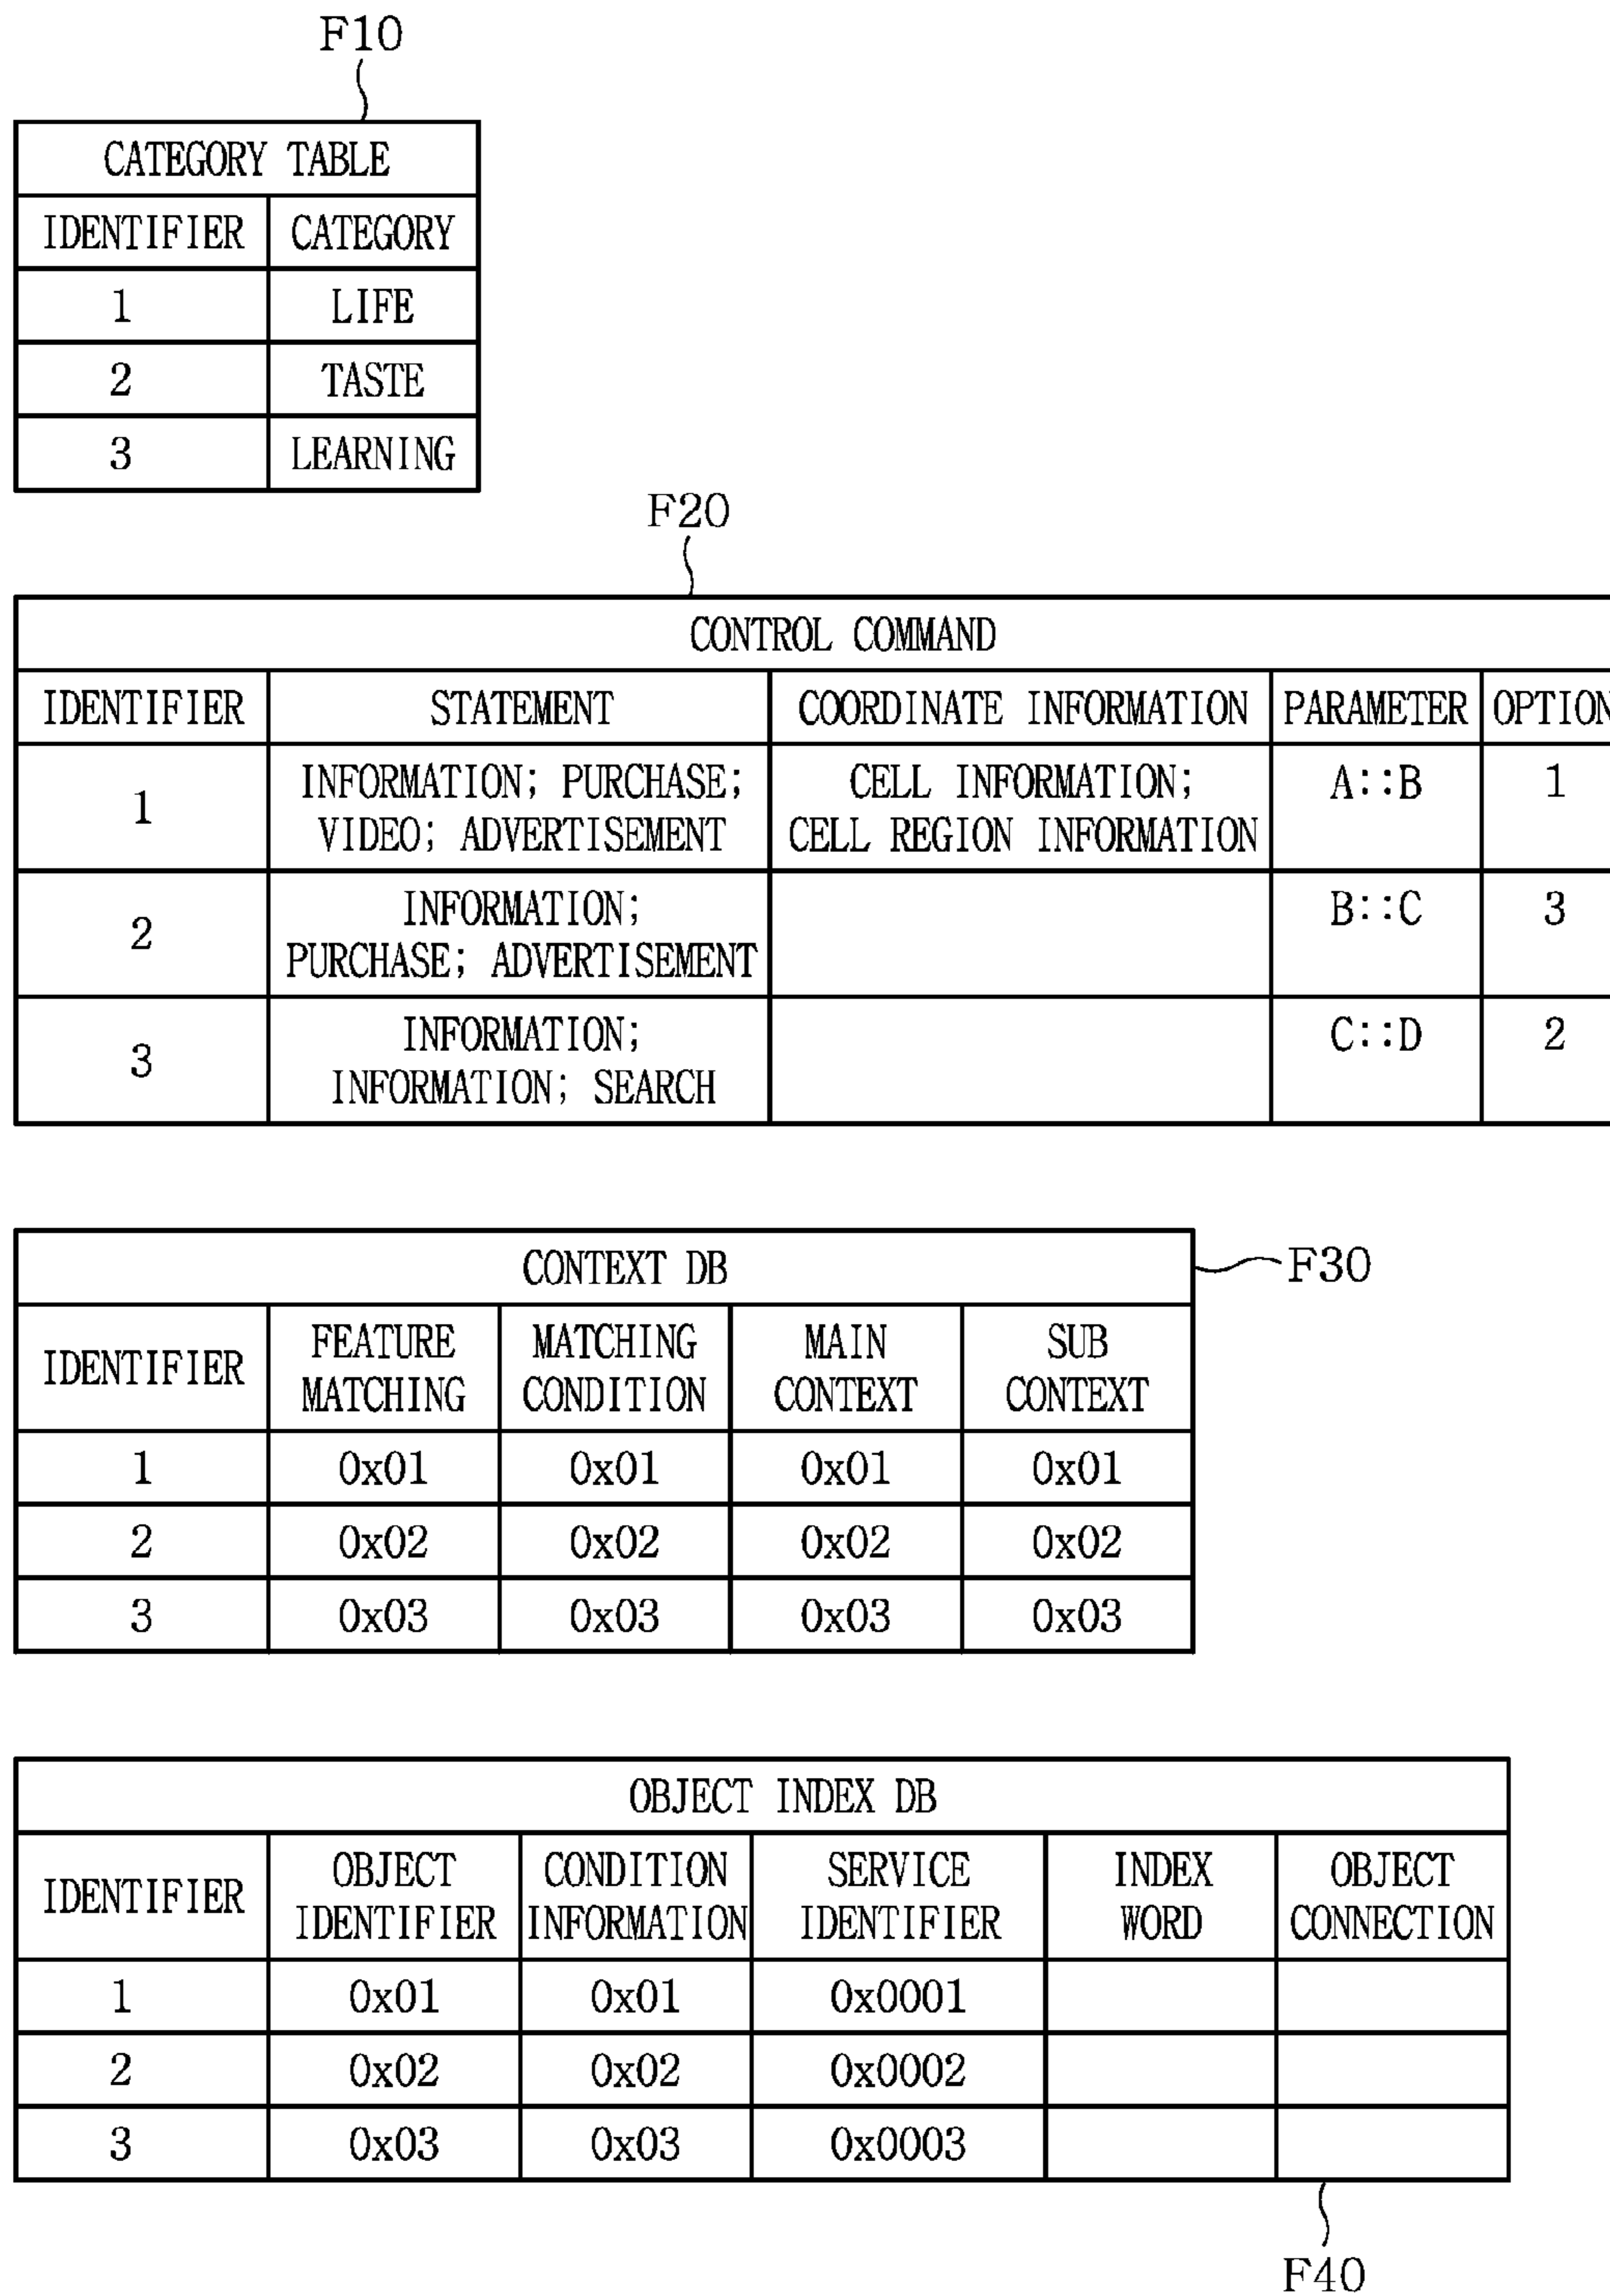 F10
CATEGORY TABLE
IDENTIFIER CATEGORY
1 LIFE
2 TASTE
3 LEARNING
F20
CONTROL COMMAND
IDENTIFIER STATEMENT COORDINATE INFORMATION PARAMETER OPTION
1 INFORMATION; PURCHASE; CELL INFORMATION; A::B 1
VIDEO; ADVERTISEMENT CELL REGION INFORMATION
2 INFORMATION; B::C 3
PURCHASE; ADVERTISEMENT
3 INFORMATION; C::D 2
INFORMATION; SEARCH
CONTEXT DB
F30
IDENTIFIER FEATURE MATCHING MAIN SUB
MATCHING CONDITION CONTEXT CONTEXT
1 0x01 0x01 0x01 0x01
2 0x02 0x02 0x02 0x02
3 0x03 0x03 0x03 0x03
OBJECT INDEX DB
IDENTIFIER OBJECT CONDITION SERVICE INDEX OBJECT
IDENTIFIER INFORMATION IDENTIFIER WORD CONNECTION
1 0x01 0x01 0x0001
2 0x02 0x02 0x0002
3 0x03 0x03 0x0003
F40